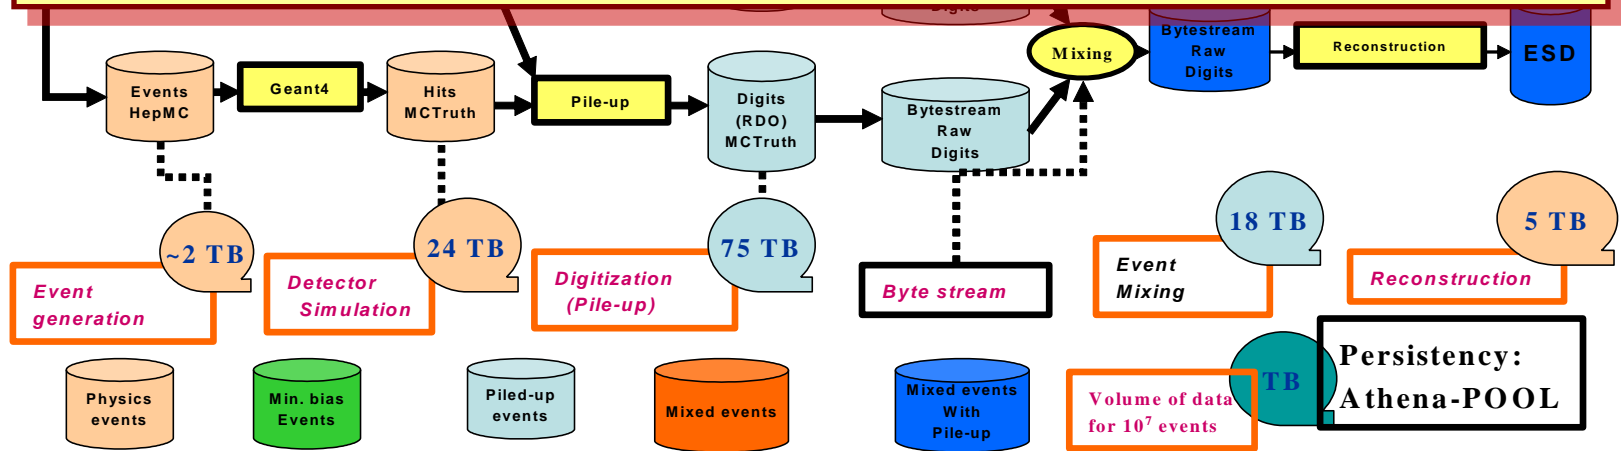 Digits
Events
HepMC
Geant4
Hits
MCTruth
Pile-up
Digits
(RDO)
MCTruth
Bytestream
Raw
Digits
Mixing
Bytestream
Raw
Digits
Reconstruction
ESD
~2 TB
24 TB
75 TB
18 TB
5 TB
Event
generation
Detector
Simulation
Digitization
(Pile-up)
Byte stream
Event
Mixing
Reconstruction
Physics
events
Min. bias
Events
Piled-up
events
Mixed events
Mixed events
With
Pile-up
Volume of data
for 10⁷ events
TB
Persistency:
Athena-POOL